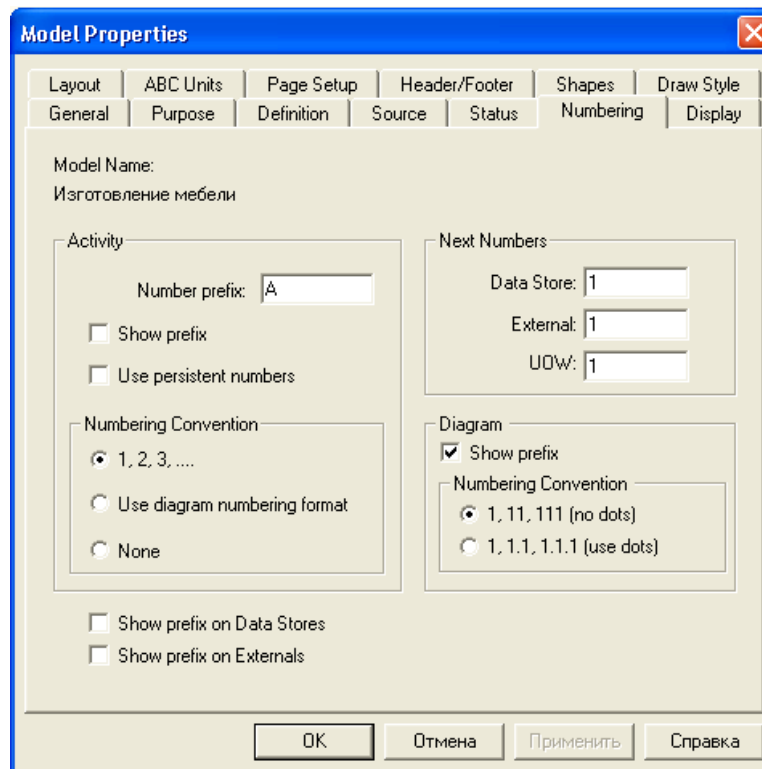 Model Properties
Layout ABC Units Page Setup Header/Footer Shapes Draw Style
General Purpose Definition Source Status Numbering Display
Model Name:
Изготовление мебели
Activity
Number prefix: A
Show prefix
Use persistent numbers
Numbering Convention
1, 2, 3, ....
Use diagram numbering format
None
Next Numbers
Data Store: 1
External: 1
UOW: 1
Diagram
Show prefix
Numbering Convention
1, 11, 111 (no dots)
1, 1.1, 1.1.1 (use dots)
Show prefix on Data Stores
Show prefix on Externals
OK Отмена Применить Справка